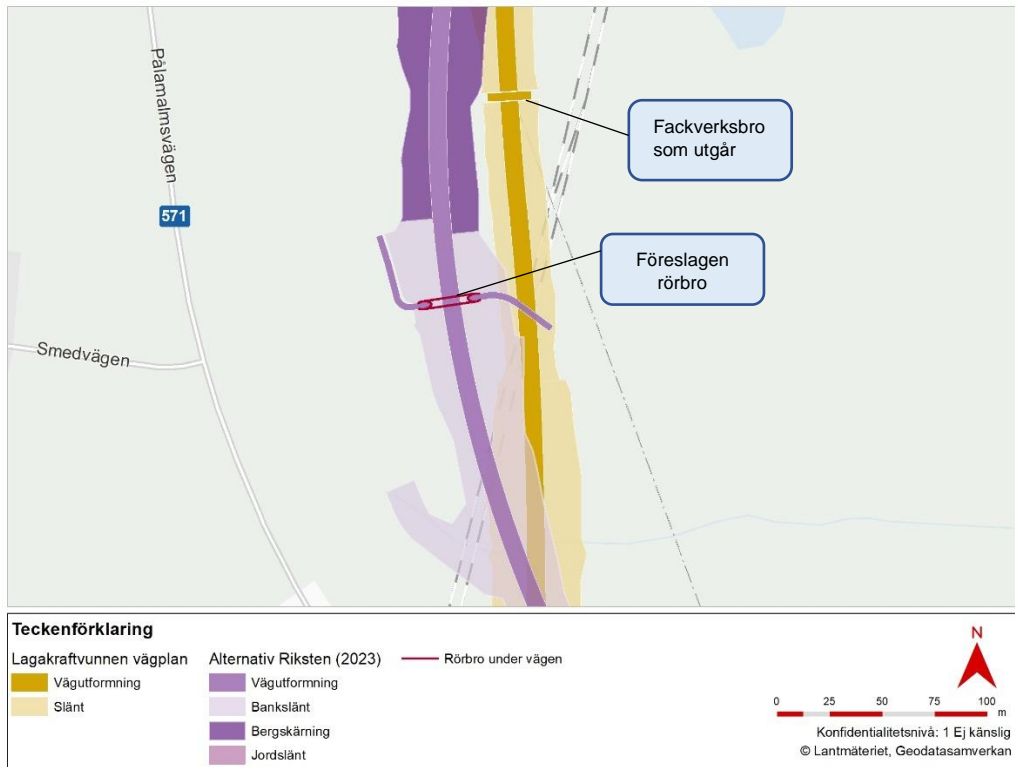 Pålamalmsvägen
571
Smedvägen
Fackverksbro
som utgår
Föreslagen
rörbro
Teckenförklaring
Lagakraftvunnen vägplan
Vägutformning
Slänt
Alternativ Riksten (2023)
Vägutformning
Bankslänt
Bergskärning
Jordslänt
Rörbro under vägen
N
0 25 50 75 100
m
Konfidentialitetsnivå: 1 Ej känslig
© Lantmäteriet, Geodatasamverkan